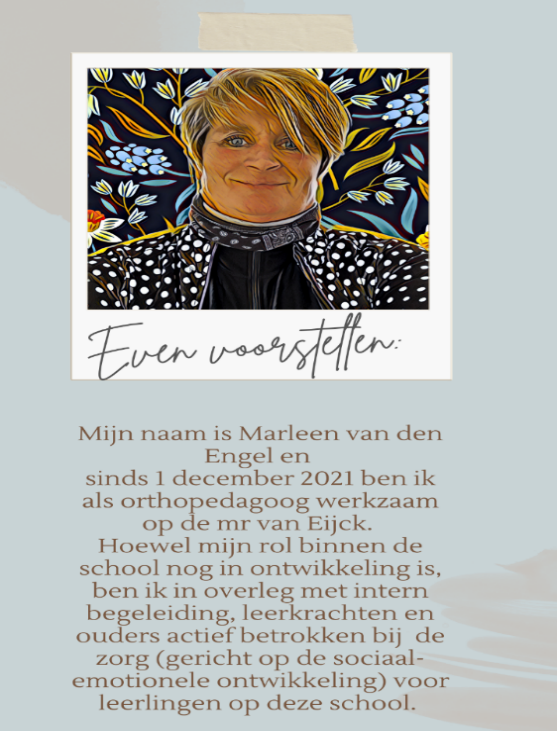 Even voorstellen:
Mijn naam is Marleen van den
Engel en
sinds 1 december 2021 ben ik
als orthopedagoog werkzaam
op de mr van Eijck.
Hoewel mijn rol binnen de
school nog in ontwikkeling is,
ben ik in overleg met intern
begeleiding, leerkrachten en
ouders actief betrokken bij de
zorg (gericht op de sociaal-
emotionele ontwikkeling) voor
leerlingen op deze school.